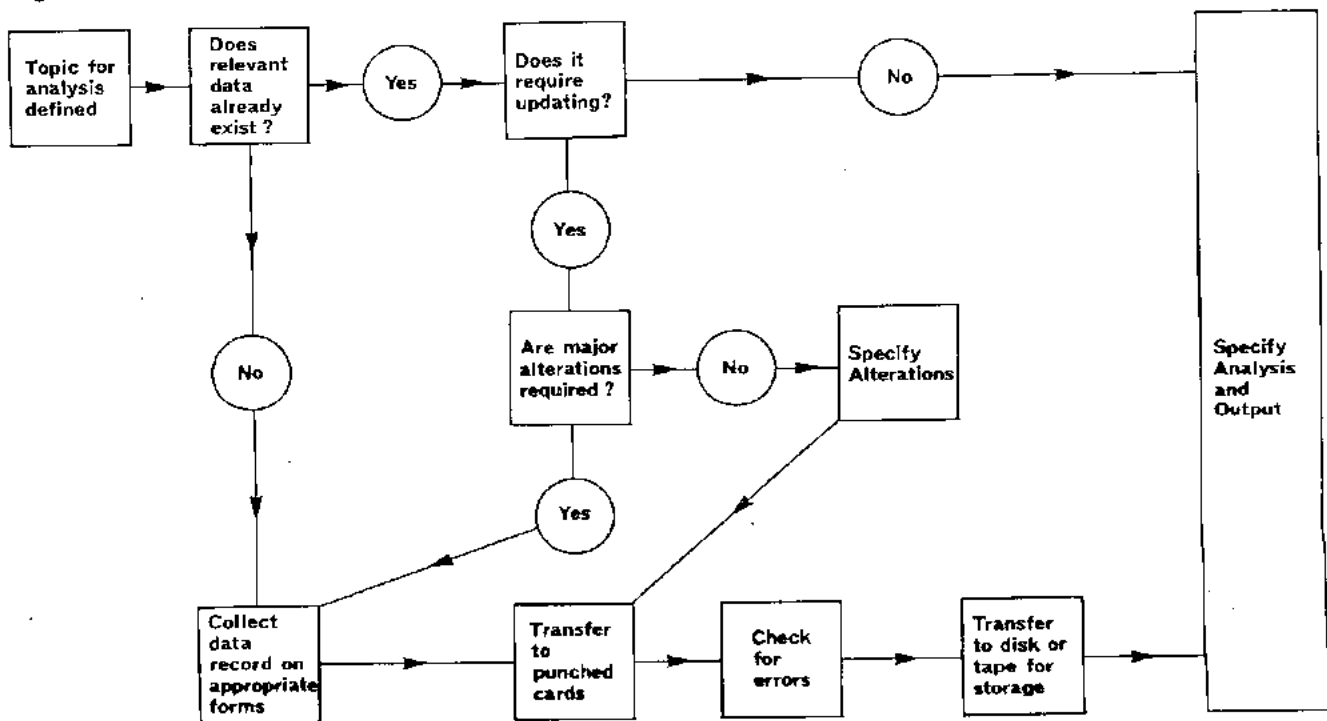 Topic for
analysis
defined
Does
relevant
data
already
exist ?
Yes
Does it
require
updating?
No
Yes
No
Are major
alterations
required ?
No
Specify
Alterations
Specify
Analysis
and
Output
Yes
Collect
data
record on
appropriate
forms
Transfer
to
punched
cards
Check
for
errors
Transfer
to disk or
tape for
storage